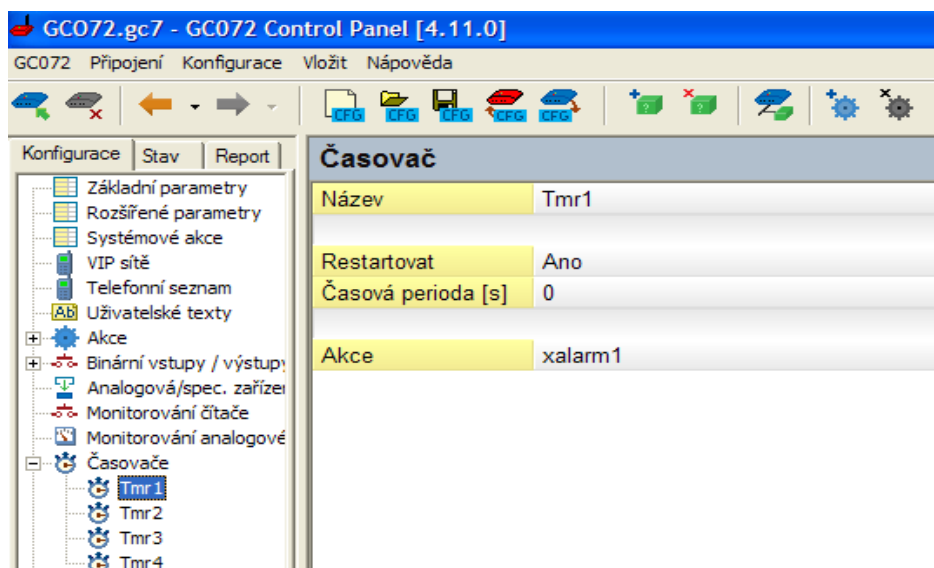 GCO72.gc7 - GC072 Control Panel [4.11.0]
GC072 Připojení Konfigurace Vložit Nápověda
CFG CFG CFG CFG CFG
Konfigurace Stav Report
Základní parametry
Rozšířené parametry
Systémové akce
VIP sítě
Telefonní seznam
Ab Uživatelské texty
Akce
Binární vstupy / výstupy
Analogová/spec. zařízen
Monitorování čítače
Monitorování analogové
Časovače
Tmr1
Tmr2
Tmr3
Tmr4
Časovač
Název Tmr1
Restartovat Ano
Časová perioda [s] 0
Akce xalarm1